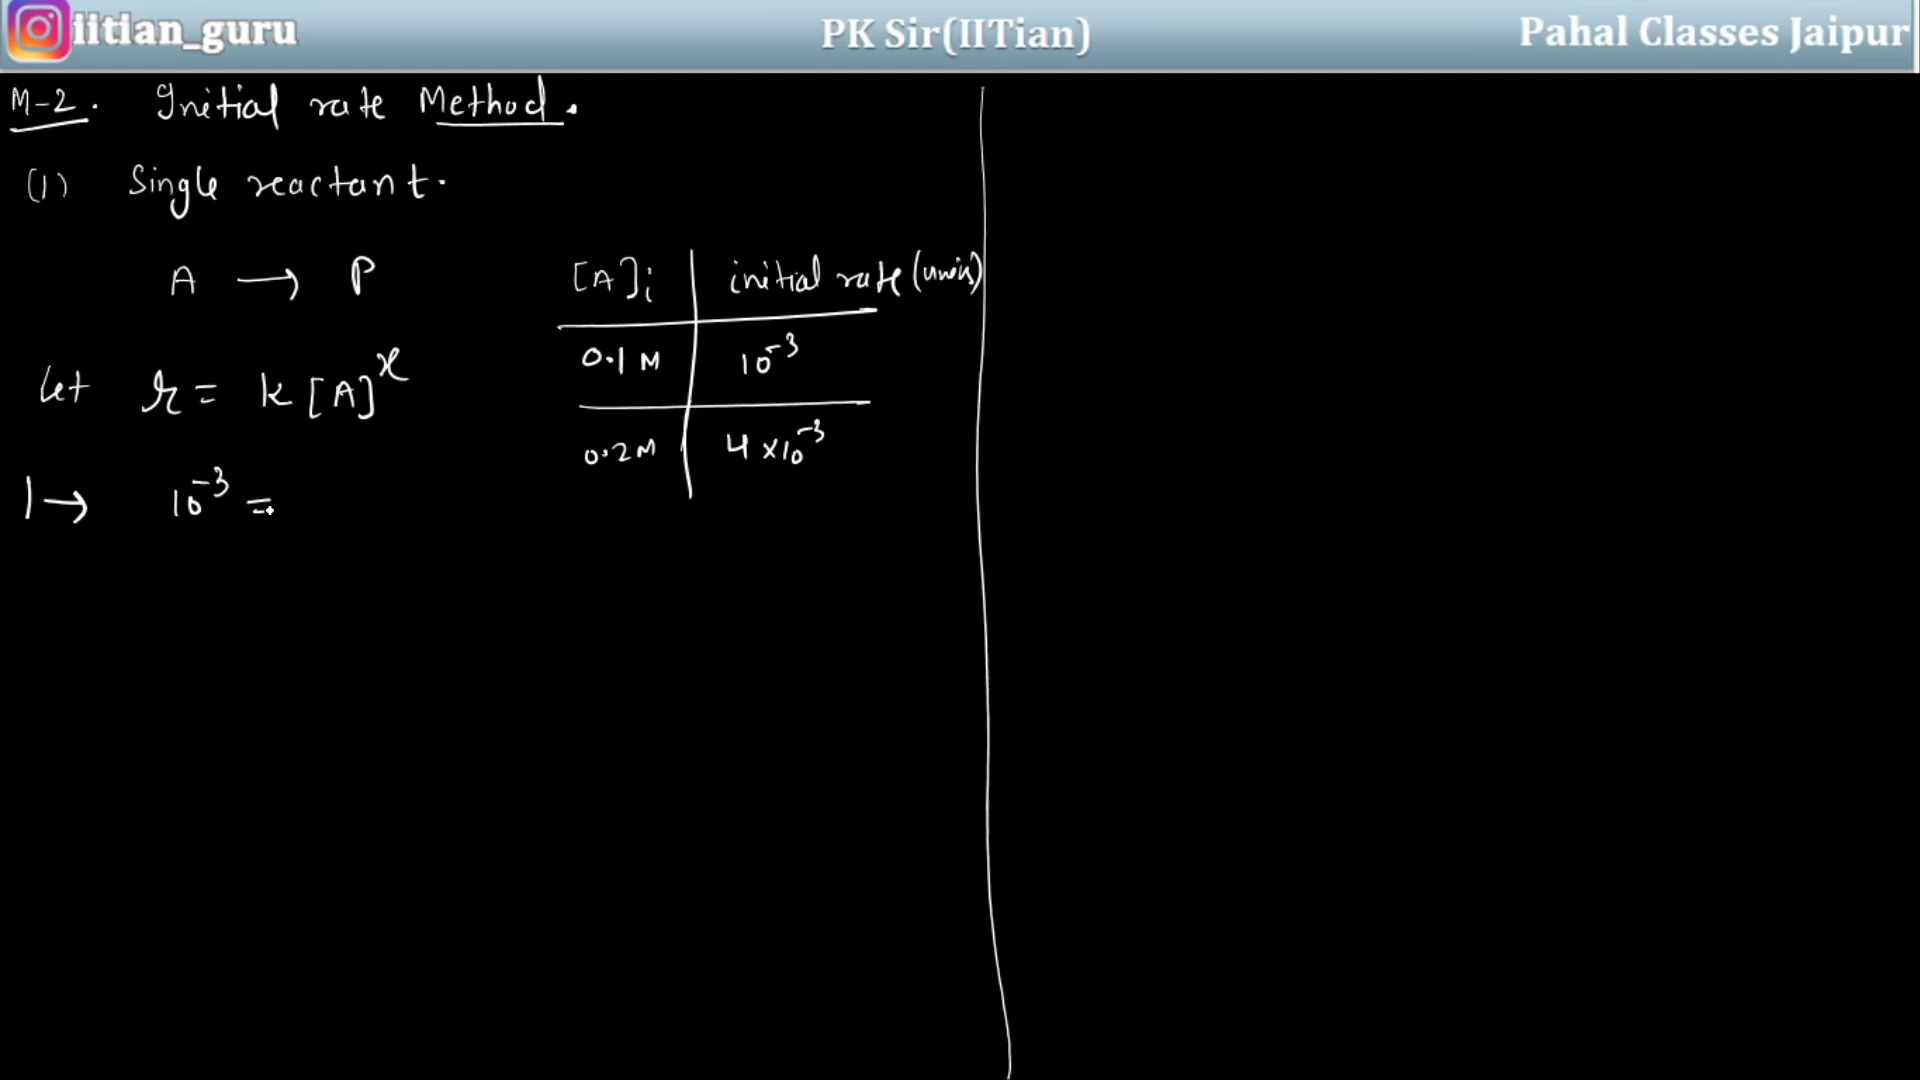 iitian_guru PK Sir(IITian) Pahal Classes Jaipur
M-2. Initial rate Method.
(1) Single reactant.
A → P
[A]i initial rate (units)
0.1 M 10⁻³
0.2 M 4 × 10⁻³
Let r = k [A]ˣ
1 → 10⁻³ =